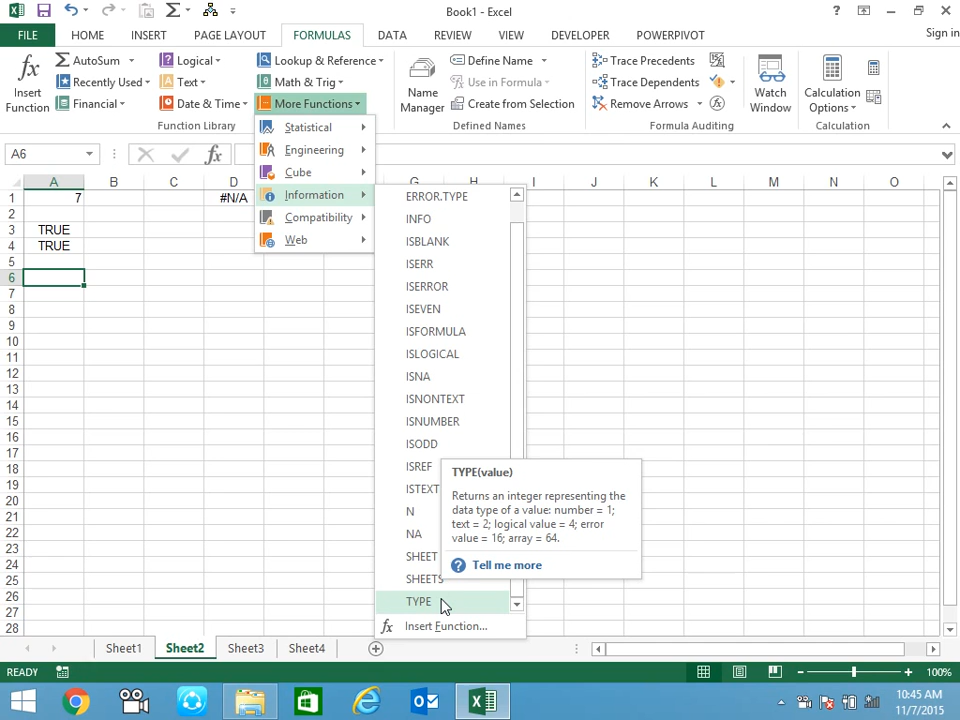 Book1 - Excel
?
FILE
HOME
INSERT
PAGE LAYOUT
FORMULAS
DATA
REVIEW
VIEW
DEVELOPER
POWERPIVOT
Sign in
fx
Insert
Function
AutoSum
Recently Used
Financial
Logical
Text
Date & Time
Lookup & Reference
Math & Trig
More Functions
Function Library
Name
Manager
Define Name
Use in Formula
Create from Selection
Defined Names
Trace Precedents
Trace Dependents
Remove Arrows
Formula Auditing
Watch
Window
Calculation
Options
Calculation
A6
fx
Statistical
Engineering
Cube
Information
Compatibility
Web
A B C D G H I J K L M N O
1 7 #N/A
2
3 TRUE
4 TRUE
5
6
7
8
9
10
11
12
13
14
15
16
17
18
19
20
21
22
23
24
25
26
27
28
ERROR.TYPE
INFO
ISBLANK
ISERR
ISERROR
ISEVEN
ISFORMULA
ISLOGICAL
ISNA
ISNONTEXT
ISNUMBER
ISODD
ISREF
ISTEXT
N
NA
SHEET
SHEETS
TYPE
fx Insert Function...
TYPE(value)
Returns an integer representing the
data type of a value: number = 1;
text = 2; logical value = 4; error
value = 16; array = 64.
? Tell me more
Sheet1 Sheet2 Sheet3 Sheet4
READY
100%
10:45 AM
11/7/2015